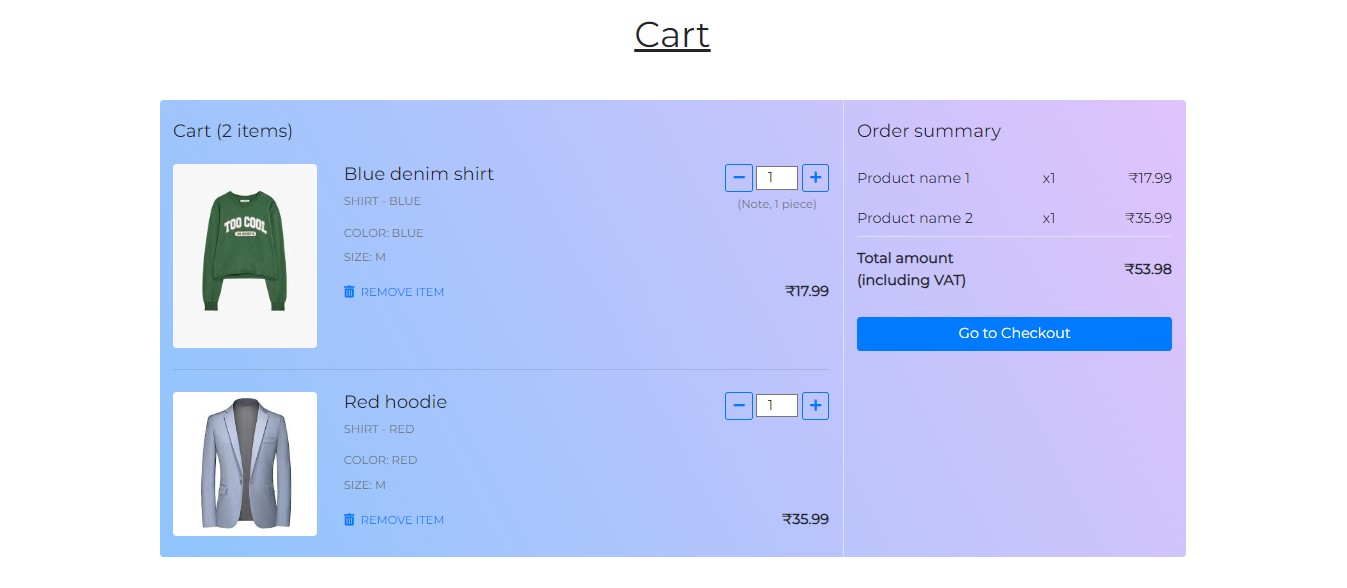 Cart
Cart (2 items)
TOO COOL
Blue denim shirt
SHIRT - BLUE
COLOR: BLUE
SIZE: M
REMOVE ITEM
1
(Note, 1 piece)
₹17.99
Red hoodie
SHIRT - RED
COLOR: RED
SIZE: M
REMOVE ITEM
1
₹35.99
Order summary
Product name 1 x1 ₹17.99
Product name 2 x1 ₹35.99
Total amount
(including VAT) ₹53.98
Go to Checkout